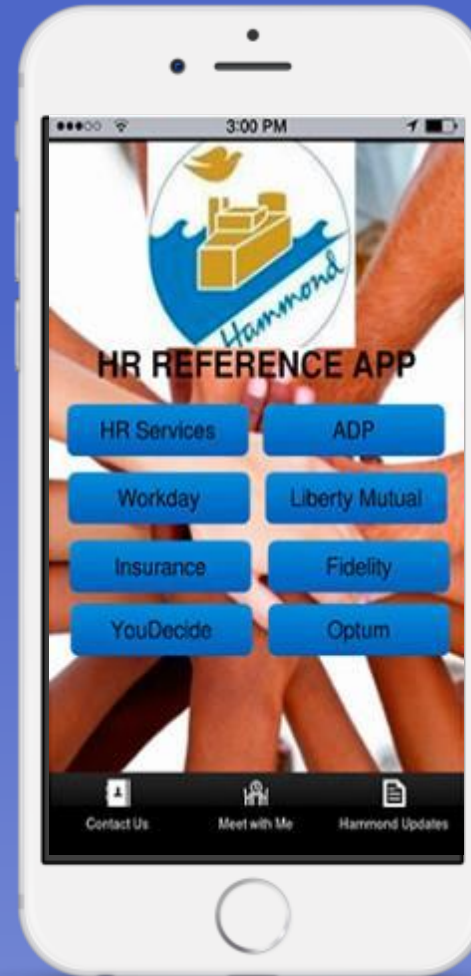 3:00 PM
Hammond
HR REFERENCE APP
HR Services
ADP
Workday
Liberty Mutual
Insurance
Fidelity
YouDecide
Optum
Contact Us
Meet with Me
Hammond Updates